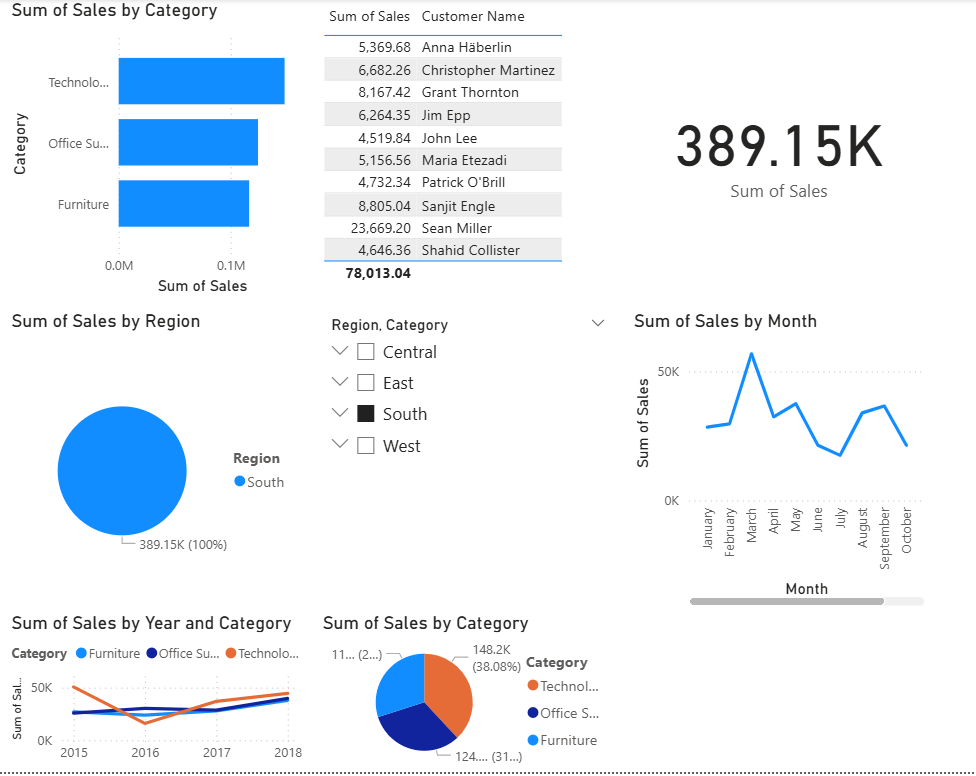 Sum of Sales by Category
Category
Technolo...
Office Su...
Furniture
0.0M 0.1M
Sum of Sales
Sum of Sales Customer Name
5,369.68 Anna Häberlin
6,682.26 Christopher Martinez
8,167.42 Grant Thornton
6,264.35 Jim Epp
4,519.84 John Lee
5,156.56 Maria Etezadi
4,732.34 Patrick O'Brill
8,805.04 Sanjit Engle
23,669.20 Sean Miller
4,646.36 Shahid Collister
78,013.04
389.15K
Sum of Sales
Sum of Sales by Region
Region
South
389.15K (100%)
Region, Category
Central
East
South
West
Sum of Sales by Month
Sum of Sales
50K
0K
January
February
March
April
May
June
July
August
September
October
Month
Sum of Sales by Year and Category
Category Furniture Office Su... Technolo...
Sum of Sal...
50K
0K
2015 2016 2017 2018
Sum of Sales by Category
11... (2...)
148.2K
(38.08%)
124.... (31...)
Category
Technol...
Office S...
Furniture